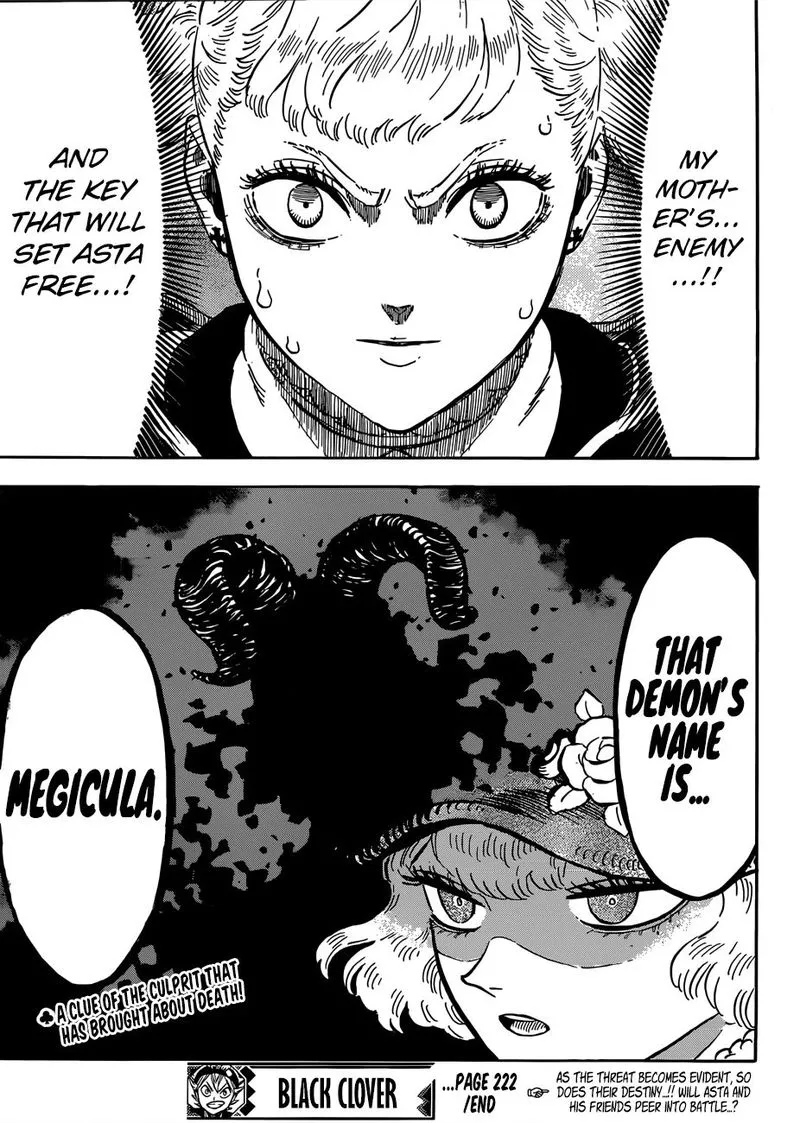 MY
MOTH-
ER'S...
ENEMY
...!!
AND
THE KEY
THAT WILL
SET ASTA
FREE...!
THAT
DEMON'S
NAME
IS...
MEGICULA.
♣A CLUE OF THE CULPRIT THAT
HAS BROUGHT ABOUT DEATH!
BLACK CLOVER
...PAGE 222
/END
☞ AS THE THREAT BECOMES EVIDENT, SO
DOES THEIR DESTINY...!! WILL ASTA AND
HIS FRIENDS PEER INTO BATTLE...?